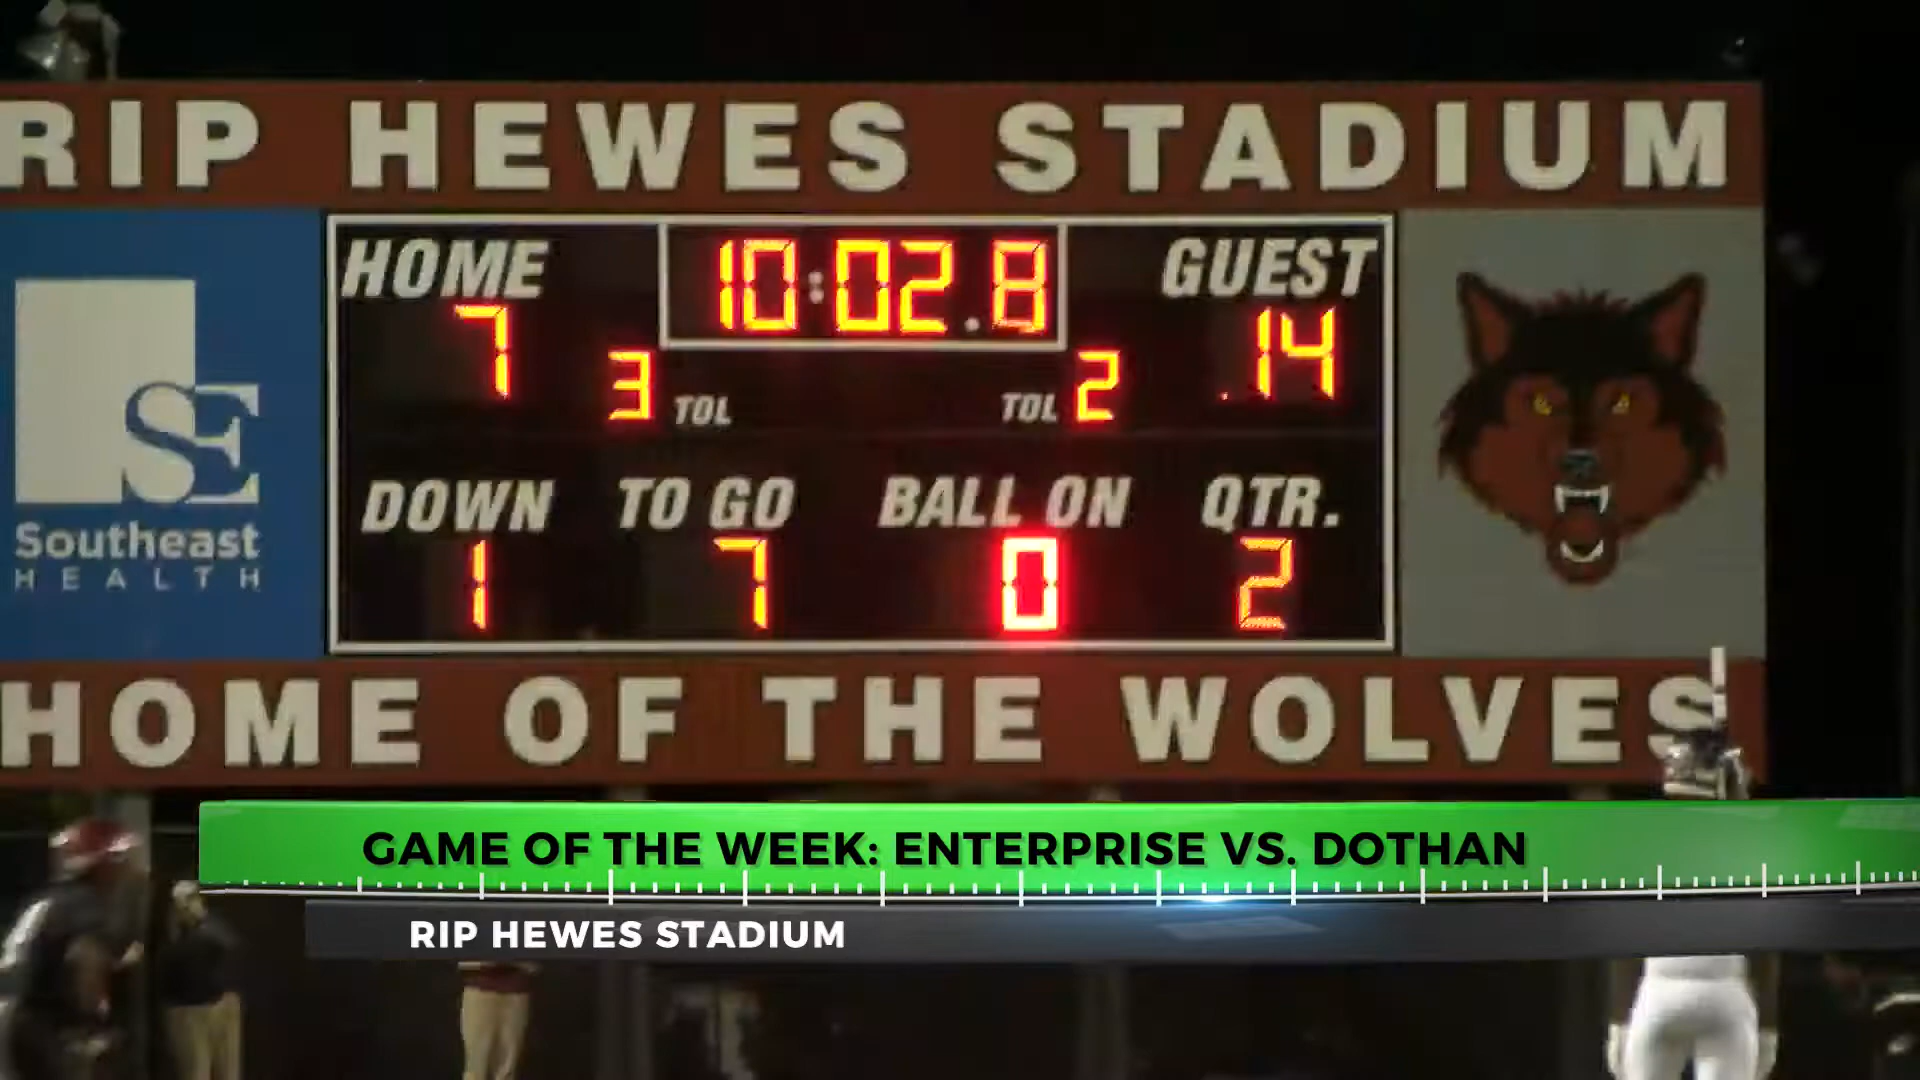 RIP HEWES STADIUM
HOME 10:02.8 GUEST
7 3 TOL TOL 2 14
DOWN TO GO BALL ON QTR.
1 7 0 2
SE
Southeast
HEALTH
HOME OF THE WOLVES
GAME OF THE WEEK: ENTERPRISE VS. DOTHAN
RIP HEWES STADIUM